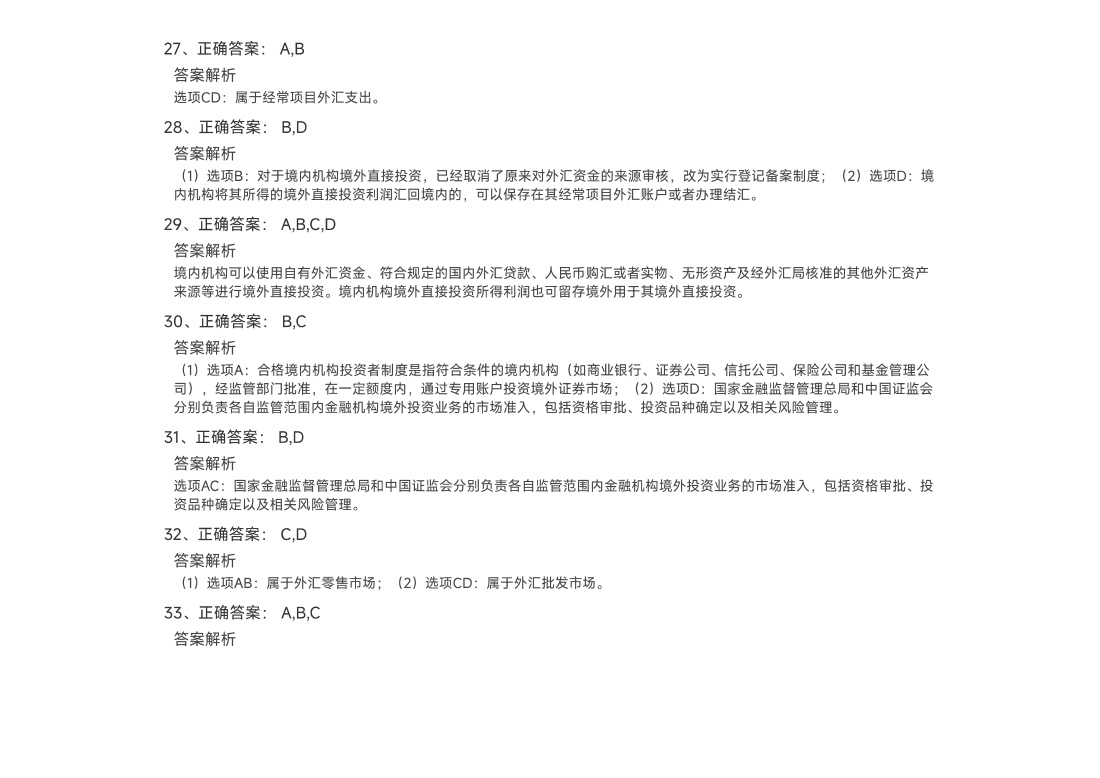 27、正确答案： A,B
答案解析
选项CD：属于经常项目外汇支出。
28、正确答案： B,D
答案解析
（1）选项B：对于境内机构境外直接投资，已经取消了原来对外汇资金的来源审核，改为实行登记备案制度；（2）选项D：境
内机构将其所得的境外直接投资利润汇回境内的，可以保存在其经常项目外汇账户或者办理结汇。
29、正确答案： A,B,C,D
答案解析
境内机构可以使用自有外汇资金、符合规定的国内外汇贷款、人民币购汇或者实物、无形资产及经外汇局核准的其他外汇资产
来源等进行境外直接投资。境内机构境外直接投资所得利润也可留存境外用于其境外直接投资。
30、正确答案： B,C
答案解析
（1）选项A：合格境内机构投资者制度是指符合条件的境内机构（如商业银行、证券公司、信托公司、保险公司和基金管理公
司），经监管部门批准，在一定额度内，通过专用账户投资境外证券市场；（2）选项D：国家金融监督管理总局和中国证监会
分别负责各自监管范围内金融机构境外投资业务的市场准入，包括资格审批、投资品种确定以及相关风险管理。
31、正确答案： B,D
答案解析
选项AC：国家金融监督管理总局和中国证监会分别负责各自监管范围内金融机构境外投资业务的市场准入，包括资格审批、投
资品种确定以及相关风险管理。
32、正确答案： C,D
答案解析
（1）选项AB：属于外汇零售市场；（2）选项CD：属于外汇批发市场。
33、正确答案： A,B,C
答案解析